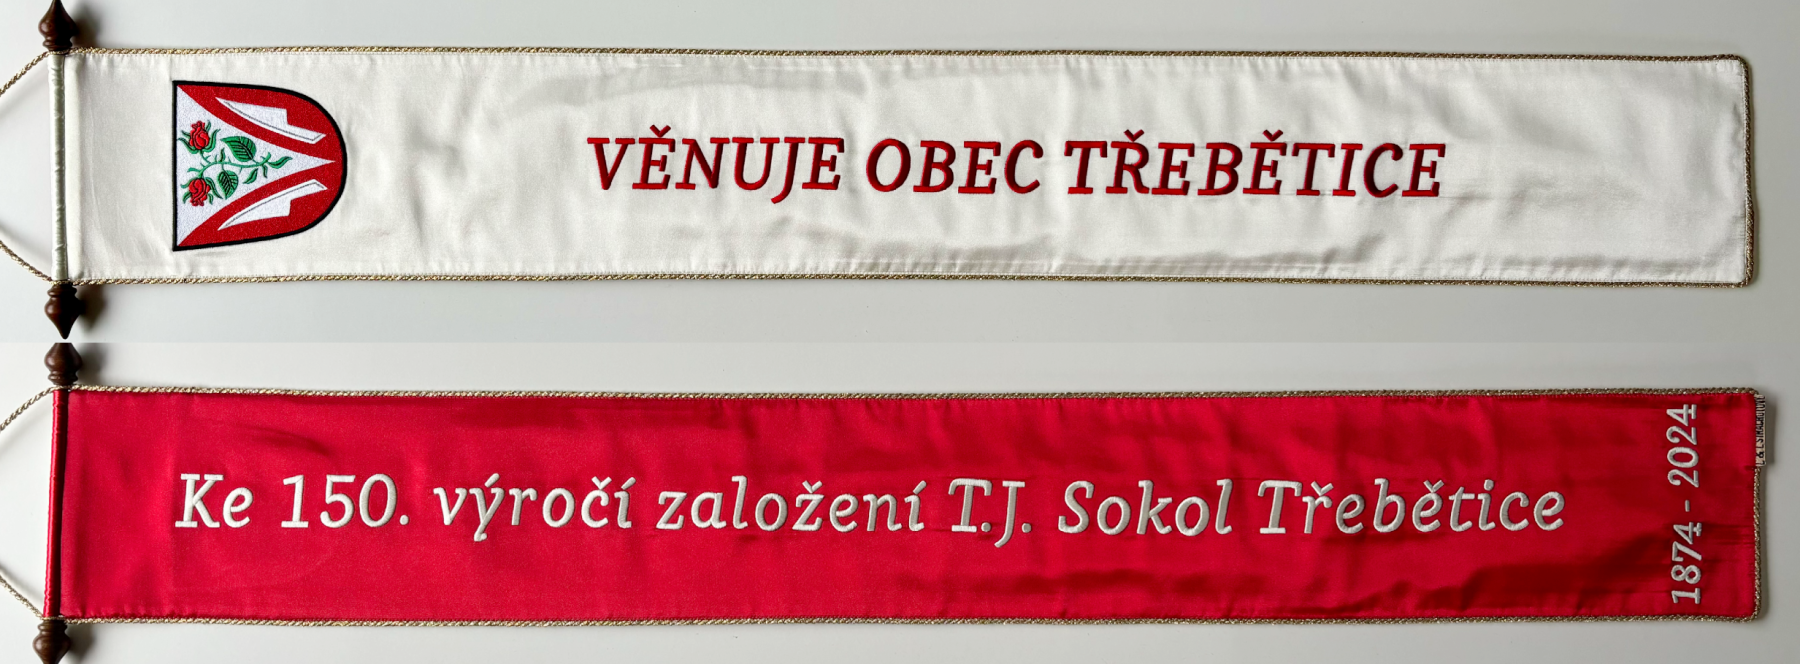 VĚNUJE OBEC TŘEBĚTICE
Ke 150. výročí založení T.J. Sokol Třebětice
1874 - 2024